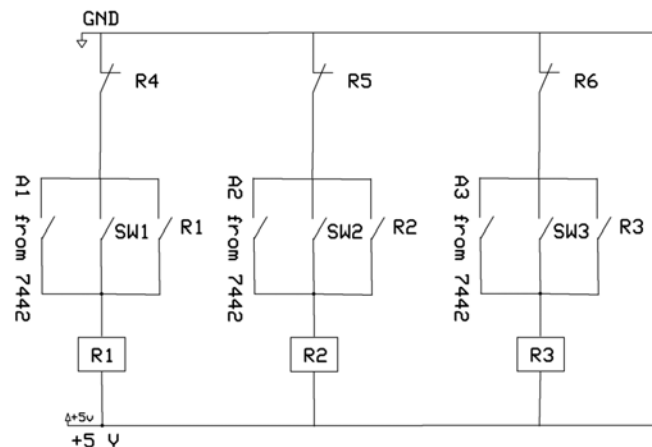 GND
R4
R5
R6
A1 from 7442
SW1
R1
A2 from 7442
SW2
R2
A3 from 7442
SW3
R3
R1
R2
R3
+5v
+5 V